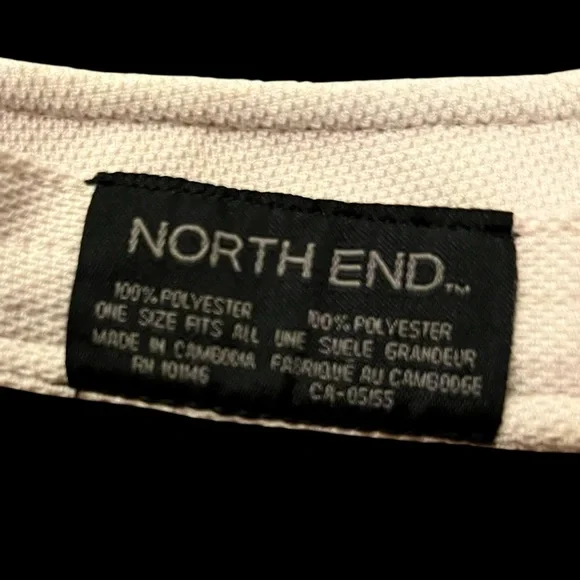 NORTH END™
100% POLYESTER
ONE SIZE FITS ALL
MADE IN CAMBODIA
RN 101146
100% POLYESTER
UNE SUELE GRANDEUR
FABRIQUE AU CAMBODGE
CA-05155